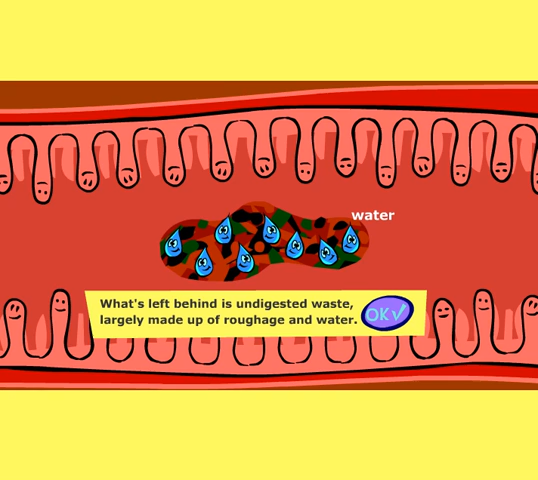 water
What's left behind is undigested waste,
largely made up of roughage and water.
OK